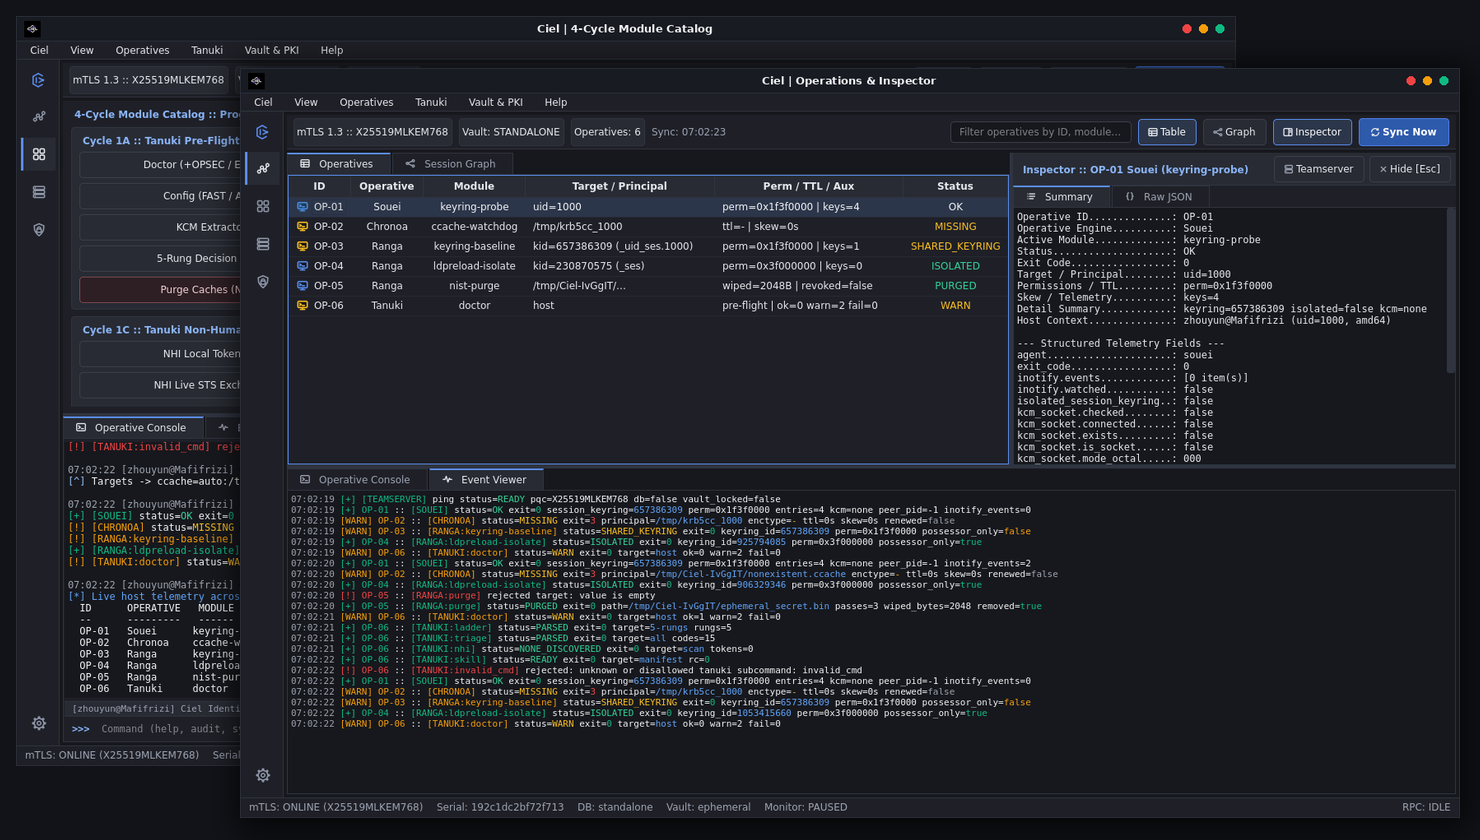 Ciel | 4-Cycle Module Catalog
Ciel View Operatives Tanuki Vault & PKI Help
mTLS 1.3 :: X25519MLKEM768
4-Cycle Module Catalog :: Pro
Cycle 1A :: Tanuki Pre-Flight
Doctor (+OPSEC / E
Config (FAST / A
KCM Extracto
5-Rung Decision
Purge Caches (N
Cycle 1C :: Tanuki Non-Huma
NHI Local Token
NHI Live STS Exch
Operative Console
[!] [TANUKI:invalid_cmd] reje
07:02:22 [zhouyun@Mafifrizi]
[^] Targets -> ccache=auto:/t
07:02:22 [zhouyun@Mafifrizi]
[+] [SOUEI] status=OK exit=0
[!] [CHRONOA] status=MISSING
[!] [RANGA:keyring-baseline]
[+] [RANGA:ldpreload-isolate]
[!] [TANUKI:doctor] status=WA
07:02:22 [zhouyun@Mafifrizi]
[*] Live host telemetry acros
ID OPERATIVE MODULE
-- --------- ------
OP-01 Souei keyring-
OP-02 Chronoa ccache-w
OP-03 Ranga keyring-
OP-04 Ranga ldpreloa
OP-05 Ranga nist-pur
OP-06 Tanuki doctor
[zhouyun@Mafifrizi] Ciel Identi
>>> Command (help, audit, sy
mTLS: ONLINE (X25519MLKEM768) Serial
Ciel | Operations & Inspector
Ciel View Operatives Tanuki Vault & PKI Help
mTLS 1.3 :: X25519MLKEM768 Vault: STANDALONE Operatives: 6 Sync: 07:02:23 Filter operatives by ID, module... Table Graph Inspector Sync Now
Operatives Session Graph
ID Operative Module Target / Principal Perm / TTL / Aux Status
OP-01 Souei keyring-probe uid=1000 perm=0x1f3f0000 | keys=4 OK
OP-02 Chronoa ccache-watchdog /tmp/krb5cc_1000 ttl=- | skew=0s MISSING
OP-03 Ranga keyring-baseline kid=657386309 (_uid_ses.1000) perm=0x1f3f0000 | keys=1 SHARED_KEYRING
OP-04 Ranga ldpreload-isolate kid=230870575 (_ses) perm=0x3f000000 | keys=0 ISOLATED
OP-05 Ranga nist-purge /tmp/Ciel-IvGgIT/... wiped=2048B | revoked=false PURGED
OP-06 Tanuki doctor host pre-flight | ok=0 warn=2 fail=0 WARN
Inspector :: OP-01 Souei (keyring-probe) Teamserver × Hide [Esc]
Summary {} Raw JSON
Operative ID.............: OP-01
Operative Engine.........: Souei
Active Module............: keyring-probe
Status...................: OK
Exit Code................: 0
Target / Principal.......: uid=1000
Permissions / TTL........: perm=0x1f3f0000
Skew / Telemetry.........: keys=4
Detail Summary...........: keyring=657386309 isolated=false kcm=none
Host Context.............: zhouyun@Mafifrizi (uid=1000, amd64)
--- Structured Telemetry Fields ---
agent....................: souei
exit_code................: 0
inotify.events...........: [0 item(s)]
inotify.watched..........: false
isolated_session_keyring..: false
kcm_socket.checked.......: false
kcm_socket.connected.....: false
kcm_socket.exists........: false
kcm_socket.is_socket.....: false
kcm_socket.mode_octal....: 000
Operative Console Event Viewer
07:02:19 [+] [TEAMSERVER] ping status=READY pqc=X25519MLKEM768 db=false vault_locked=false
07:02:19 [+] OP-01 :: [SOUEI] status=OK exit=0 session_keyring=657386309 perm=0x1f3f0000 entries=4 kcm=none peer_pid=-1 inotify_events=0
07:02:19 [WARN] OP-02 :: [CHRONOA] status=MISSING exit=3 principal=/tmp/krb5cc_1000 enctype=- ttl=0s skew=0s renewed=false
07:02:19 [WARN] OP-03 :: [RANGA:keyring-baseline] status=SHARED_KEYRING exit=0 keyring_id=657386309 perm=0x1f3f0000 possessor_only=false
07:02:19 [+] OP-04 :: [RANGA:ldpreload-isolate] status=ISOLATED exit=0 keyring_id=925794085 perm=0x3f000000 possessor_only=true
07:02:19 [WARN] OP-06 :: [TANUKI:doctor] status=WARN exit=0 target=host ok=0 warn=2 fail=0
07:02:20 [+] OP-01 :: [SOUEI] status=OK exit=0 session_keyring=657386309 perm=0x1f3f0000 entries=4 kcm=none peer_pid=-1 inotify_events=2
07:02:20 [WARN] OP-02 :: [CHRONOA] status=MISSING exit=3 principal=/tmp/Ciel-IvGgIT/nonexistent.ccache enctype=- ttl=0s skew=0s renewed=false
07:02:20 [+] OP-04 :: [RANGA:ldpreload-isolate] status=ISOLATED exit=0 keyring_id=906329346 perm=0x3f000000 possessor_only=true
07:02:20 [!] OP-05 :: [RANGA:purge] rejected target: value is empty
07:02:20 [+] OP-05 :: [RANGA:purge] status=PURGED exit=0 path=/tmp/Ciel-IvGgIT/ephemeral_secret.bin passes=3 wiped_bytes=2048 removed=true
07:02:21 [WARN] OP-06 :: [TANUKI:doctor] status=WARN exit=0 target=host ok=1 warn=2 fail=0
07:02:21 [+] OP-06 :: [TANUKI:ladder] status=PARSED exit=0 target=5-rungs rungs=5
07:02:21 [+] OP-06 :: [TANUKI:triage] status=PARSED exit=0 target=all codes=15
07:02:21 [+] OP-06 :: [TANUKI:nhi] status=NONE_DISCOVERED exit=0 target=scan tokens=0
07:02:22 [+] OP-06 :: [TANUKI:skill] status=READY exit=0 target=manifest rc=0
07:02:22 [!] OP-06 :: [TANUKI:invalid_cmd] rejected: unknown or disallowed tanuki subcommand: invalid_cmd
07:02:22 [+] OP-01 :: [SOUEI] status=OK exit=0 session_keyring=657386309 perm=0x1f3f0000 entries=4 kcm=none peer_pid=-1 inotify_events=0
07:02:22 [WARN] OP-02 :: [CHRONOA] status=MISSING exit=3 principal=/tmp/krb5cc_1000 enctype=- ttl=0s skew=0s renewed=false
07:02:22 [WARN] OP-03 :: [RANGA:keyring-baseline] status=SHARED_KEYRING exit=0 keyring_id=657386309 perm=0x1f3f0000 possessor_only=false
07:02:22 [+] OP-04 :: [RANGA:ldpreload-isolate] status=ISOLATED exit=0 keyring_id=1053415660 perm=0x3f000000 possessor_only=true
07:02:22 [WARN] OP-06 :: [TANUKI:doctor] status=WARN exit=0 target=host ok=0 warn=2 fail=0
mTLS: ONLINE (X25519MLKEM768) Serial: 192c1dc2bf72f713 DB: standalone Vault: ephemeral Monitor: PAUSED RPC: IDLE